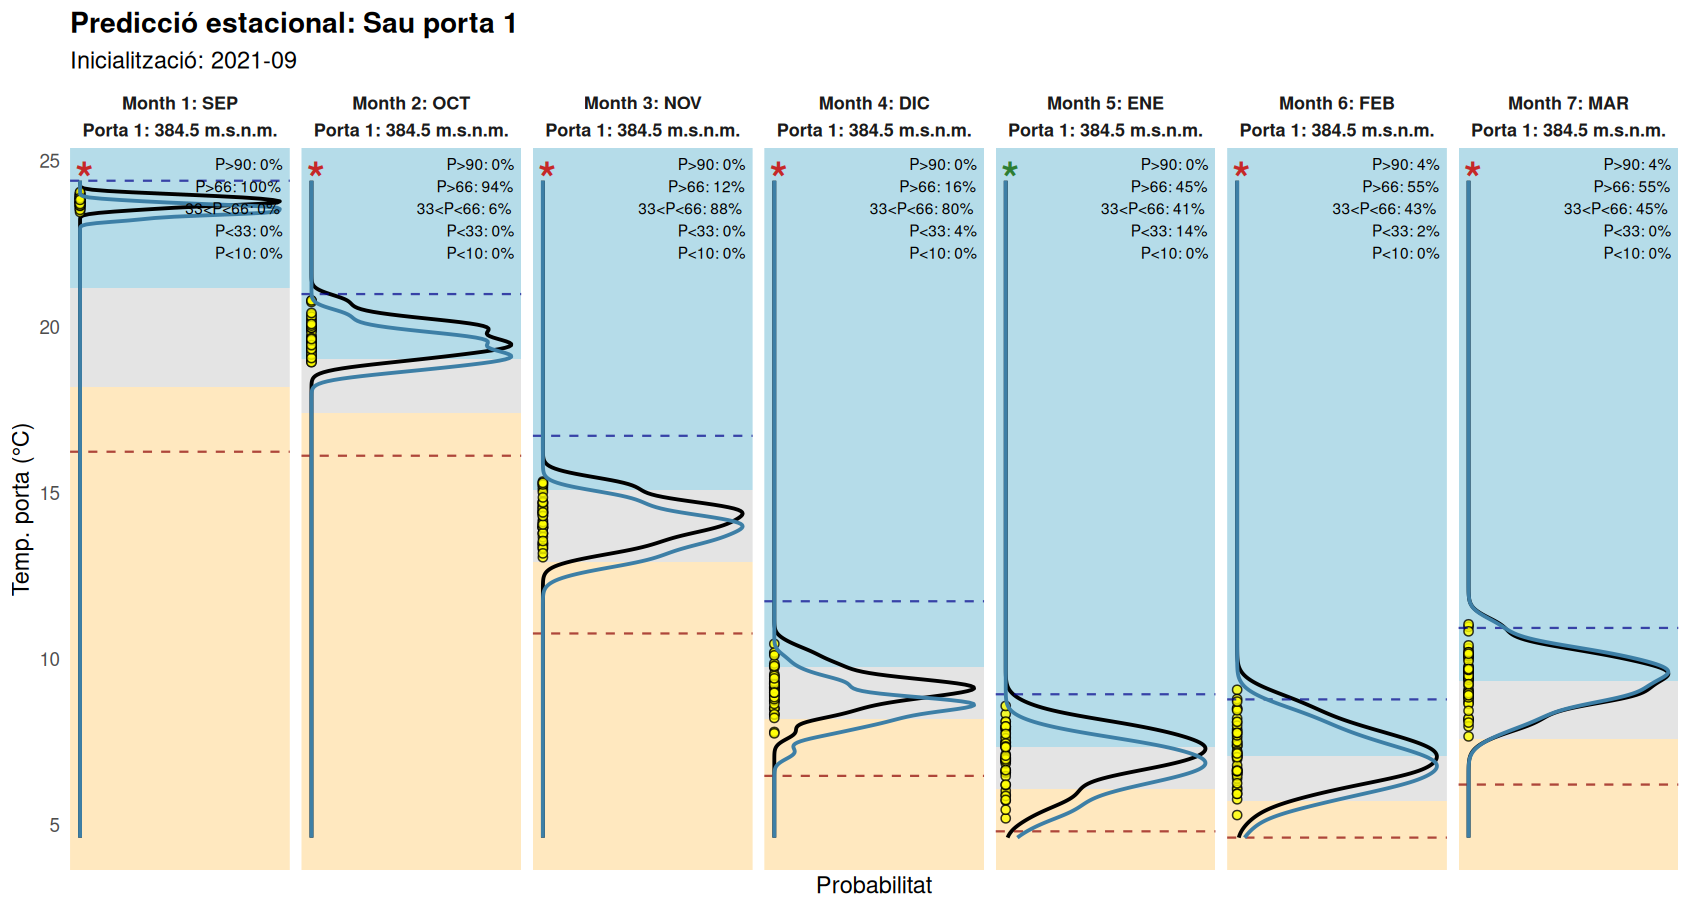 Predicció estacional: Sau porta 1
Inicialització: 2021-09
Month 1: SEP
Porta 1: 384.5 m.s.n.m.
P>90: 0%
P>66: 100%
33<P<66: 0%
P<33: 0%
P<10: 0%
Month 2: OCT
Porta 1: 384.5 m.s.n.m.
P>90: 0%
P>66: 94%
33<P<66: 6%
P<33: 0%
P<10: 0%
Month 3: NOV
Porta 1: 384.5 m.s.n.m.
P>90: 0%
P>66: 12%
33<P<66: 88%
P<33: 0%
P<10: 0%
Month 4: DIC
Porta 1: 384.5 m.s.n.m.
P>90: 0%
P>66: 16%
33<P<66: 80%
P<33: 4%
P<10: 0%
Month 5: ENE
Porta 1: 384.5 m.s.n.m.
P>90: 0%
P>66: 45%
33<P<66: 41%
P<33: 14%
P<10: 0%
Month 6: FEB
Porta 1: 384.5 m.s.n.m.
P>90: 4%
P>66: 55%
33<P<66: 43%
P<33: 2%
P<10: 0%
Month 7: MAR
Porta 1: 384.5 m.s.n.m.
P>90: 4%
P>66: 55%
33<P<66: 45%
P<33: 0%
P<10: 0%
25
20
15
10
5
Temp. porta (°C)
Probabilitat